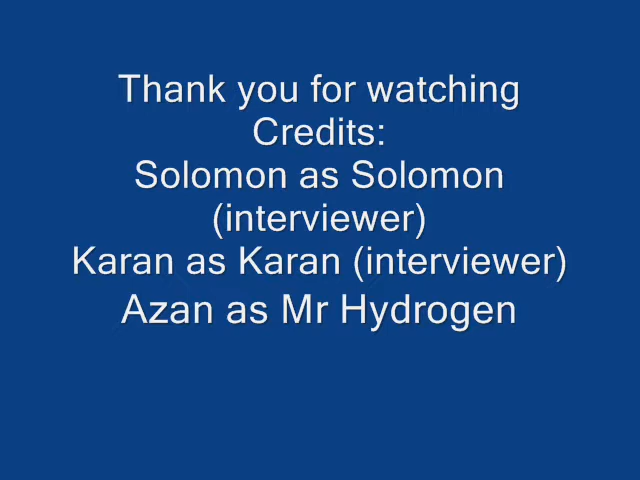 Thank you for watching
Credits:
Solomon as Solomon
(interviewer)
Karan as Karan (interviewer)
Azan as Mr Hydrogen